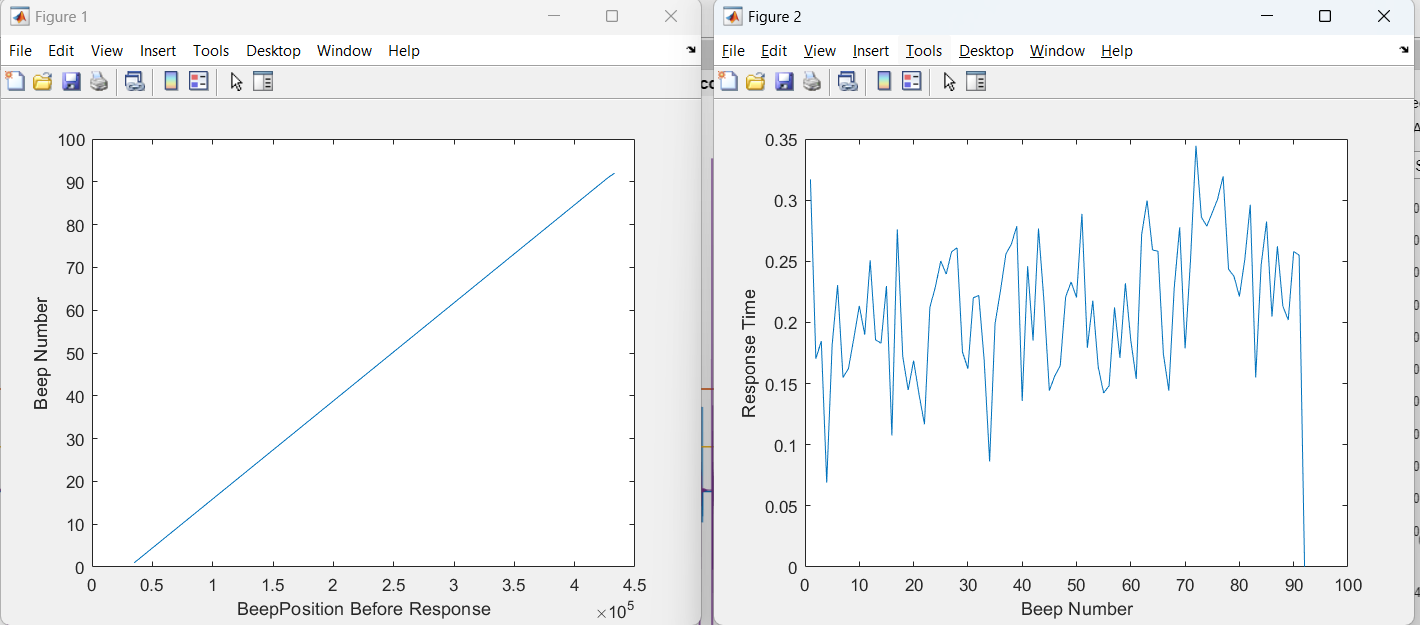 Figure 1
File Edit View Insert Tools Desktop Window Help
100
90
80
70
60
50
40
30
20
10
0
Beep Number
0 0.5 1 1.5 2 2.5 3 3.5 4 4.5
×10^5
BeepPosition Before Response
Figure 2
File Edit View Insert Tools Desktop Window Help
0.35
0.3
0.25
0.2
0.15
0.1
0.05
0
Response Time
0 10 20 30 40 50 60 70 80 90 100
Beep Number